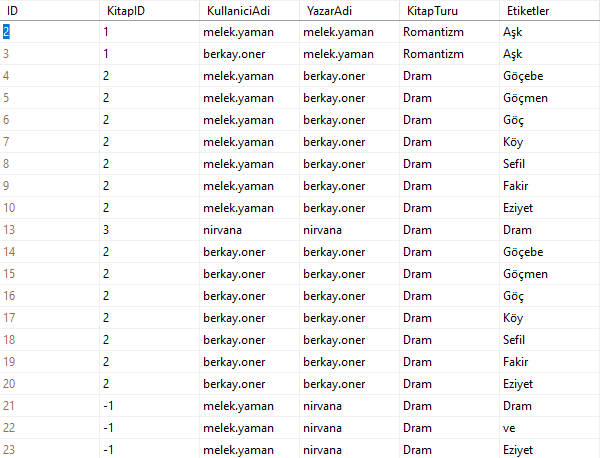 ID KitapID KullaniciAdi YazarAdi KitapTuru Etiketler
2 1 melek.yaman melek.yaman Romantizm Aşk
3 1 berkay.oner melek.yaman Romantizm Aşk
4 2 melek.yaman berkay.oner Dram Göçebe
5 2 melek.yaman berkay.oner Dram Göçmen
6 2 melek.yaman berkay.oner Dram Göç
7 2 melek.yaman berkay.oner Dram Köy
8 2 melek.yaman berkay.oner Dram Sefil
9 2 melek.yaman berkay.oner Dram Fakir
10 2 melek.yaman berkay.oner Dram Eziyet
13 3 nirvana nirvana Dram Dram
14 2 berkay.oner berkay.oner Dram Göçebe
15 2 berkay.oner berkay.oner Dram Göçmen
16 2 berkay.oner berkay.oner Dram Göç
17 2 berkay.oner berkay.oner Dram Köy
18 2 berkay.oner berkay.oner Dram Sefil
19 2 berkay.oner berkay.oner Dram Fakir
20 2 berkay.oner berkay.oner Dram Eziyet
21 -1 melek.yaman nirvana Dram Dram
22 -1 melek.yaman nirvana Dram ve
23 -1 melek.yaman nirvana Dram Eziyet